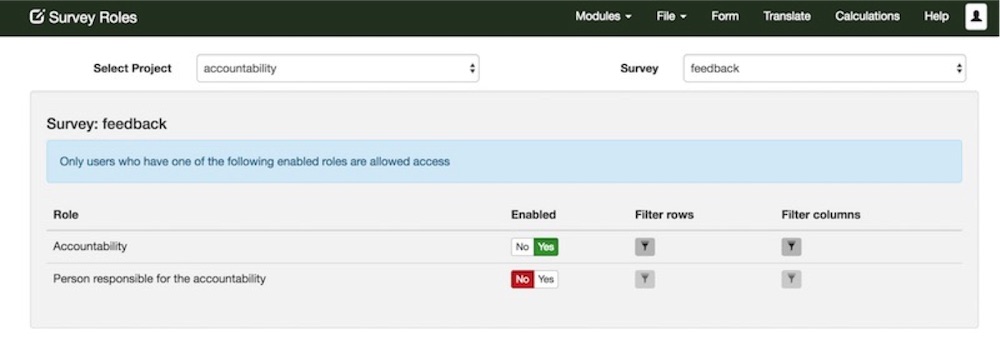 Survey Roles Modules File Form Translate Calculations Help
Select Project accountability Survey feedback
Survey: feedback
Only users who have one of the following enabled roles are allowed access
Role Enabled Filter rows Filter columns
Accountability No Yes
Person responsible for the accountability No Yes